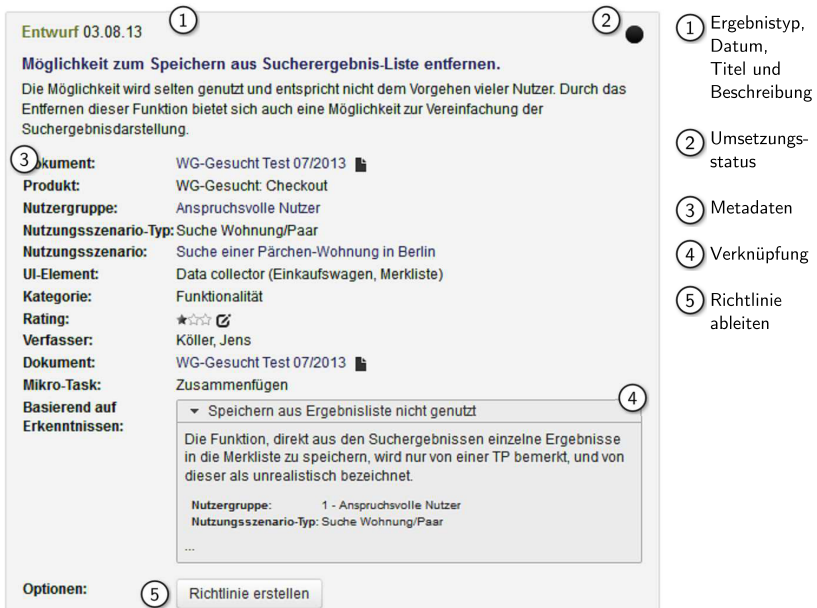 Entwurf 03.08.13
1
2
Möglichkeit zum Speichern aus Sucherergebnis-Liste entfernen.
Die Möglichkeit wird selten genutzt und entspricht nicht dem Vorgehen vieler Nutzer. Durch das
Entfernen dieser Funktion bietet sich auch eine Möglichkeit zur Vereinfachung der
Suchergebnisdarstellung.
3
okument: WG-Gesucht Test 07/2013
Produkt: WG-Gesucht: Checkout
Nutzergruppe: Anspruchsvolle Nutzer
Nutzungsszenario-Typ: Suche Wohnung/Paar
Nutzungsszenario: Suche einer Pärchen-Wohnung in Berlin
UI-Element: Data collector (Einkaufswagen, Merkliste)
Kategorie: Funktionalität
Rating:
Verfasser: Köller, Jens
Dokument: WG-Gesucht Test 07/2013
Mikro-Task: Zusammenfügen
Basierend auf
Erkenntnissen:
Speichern aus Ergebnisliste nicht genutzt
4
Die Funktion, direkt aus den Suchergebnissen einzelne Ergebnisse
in die Merkliste zu speichern, wird nur von einer TP bemerkt, und von
dieser als unrealistisch bezeichnet.
Nutzergruppe: 1 - Anspruchsvolle Nutzer
Nutzungsszenario-Typ: Suche Wohnung/Paar
...
Optionen: 5 Richtlinie erstellen
1 Ergebnistyp,
Datum,
Titel und
Beschreibung
2 Umsetzungs-
status
3 Metadaten
4 Verknüpfung
5 Richtlinie
ableiten